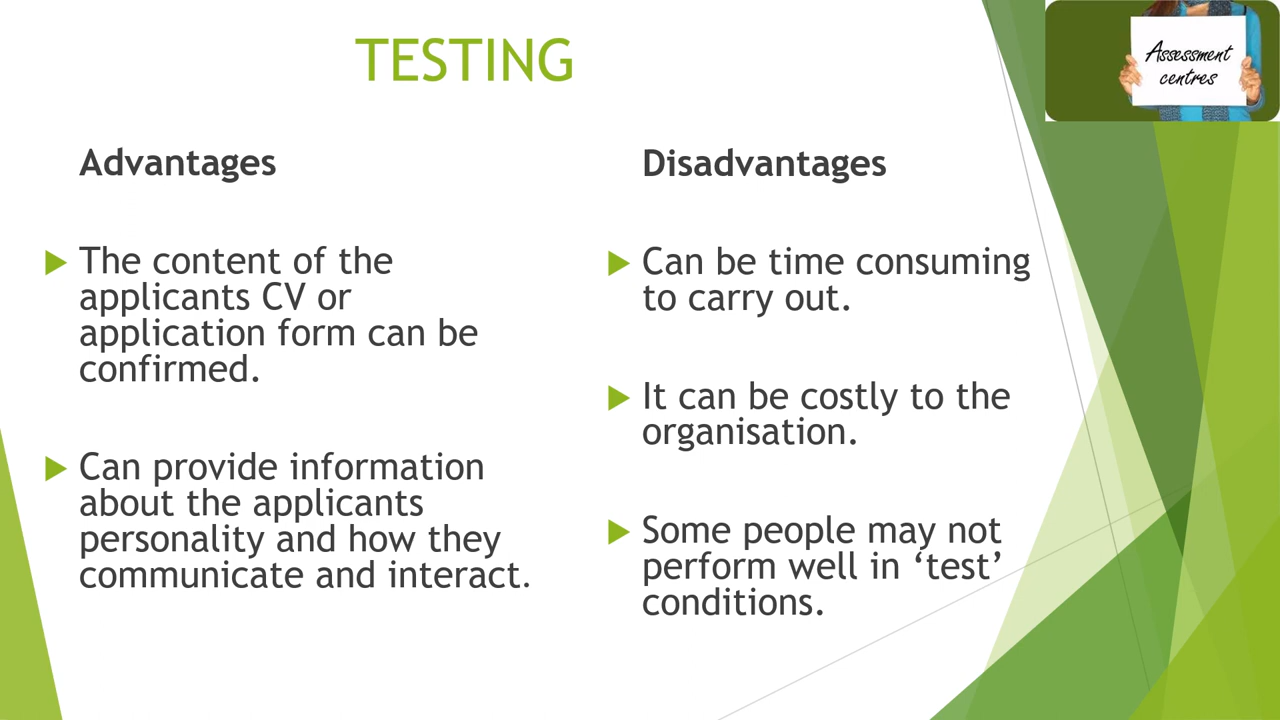 TESTING
Assessment
centres
Advantages
The content of the
applicants CV or
application form can be
confirmed.
Can provide information
about the applicants
personality and how they
communicate and interact.
Disadvantages
Can be time consuming
to carry out.
It can be costly to the
organisation.
Some people may not
perform well in ‘test’
conditions.